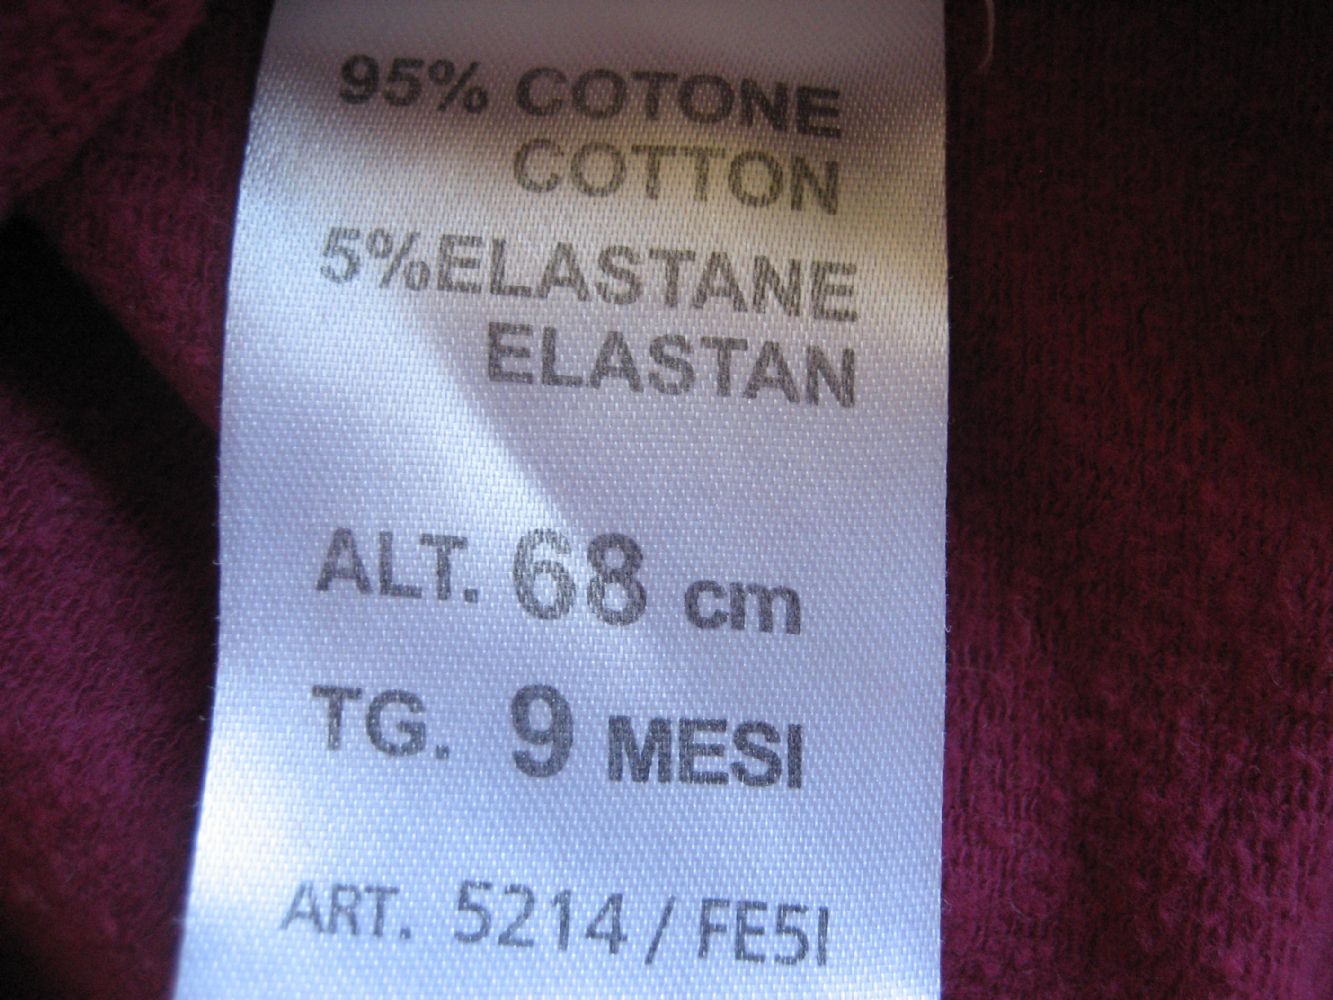 95% COTONE
COTTON
5%ELASTANE
ELASTAN
ALT. 68 cm
TG. 9 MESI
ART. 5214 / FE5I